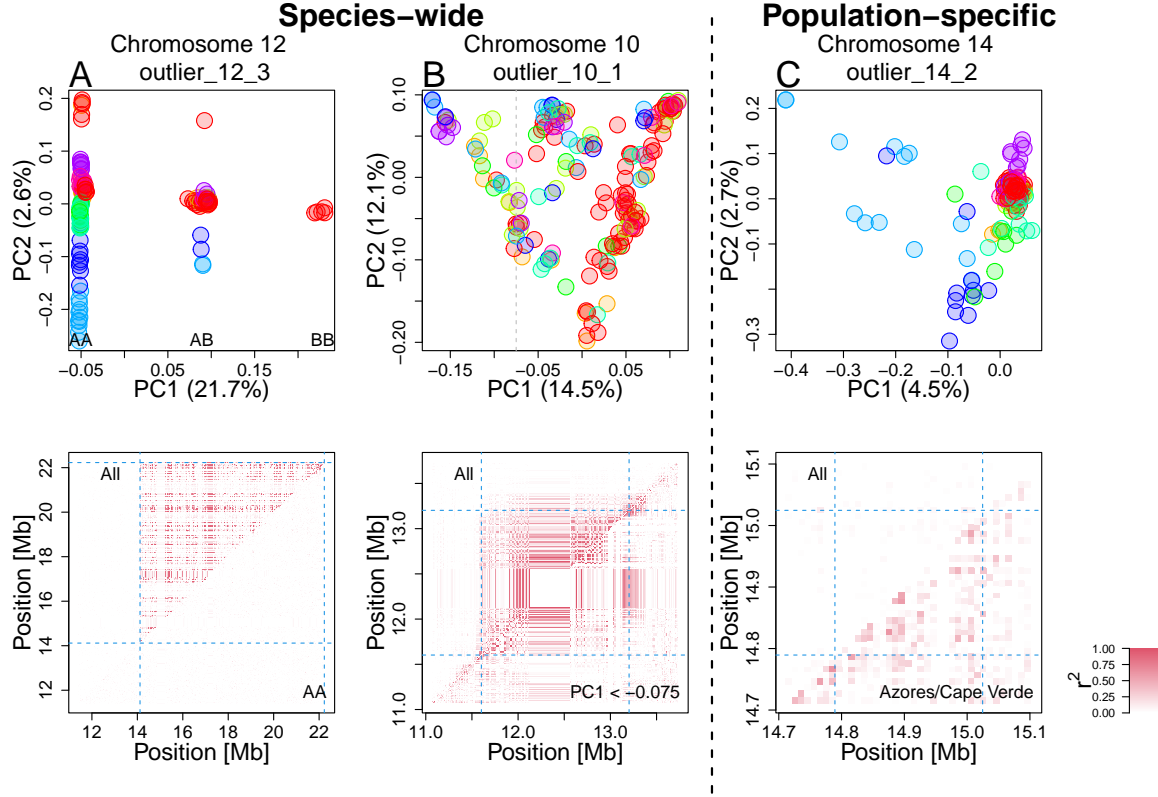 Species−wide
Population−specific
Chromosome 12
outlier_12_3
Chromosome 10
outlier_10_1
Chromosome 14
outlier_14_2
A
B
C
0.2
0.1
0.0
−0.1
−0.2
PC2 (2.6%)
AA
AB
BB
−0.05
0.05
0.15
PC1 (21.7%)
0.10
0.00
−0.10
−0.20
PC2 (12.1%)
−0.15
−0.05
0.05
PC1 (14.5%)
0.2
0.1
0.0
−0.1
−0.3
PC2 (2.7%)
−0.4
−0.3
−0.2
−0.1
0.0
PC1 (4.5%)
All
AA
22
20
18
16
14
12
Position [Mb]
12
14
16
18
20
22
Position [Mb]
All
PC1 < −0.075
13.0
12.0
11.0
Position [Mb]
11.0
12.0
13.0
Position [Mb]
All
Azores/Cape Verde
15.1
15.0
14.9
14.8
14.7
Position [Mb]
14.7
14.8
14.9
15.0
15.1
Position [Mb]
r2
1.00
0.75
0.50
0.25
0.00